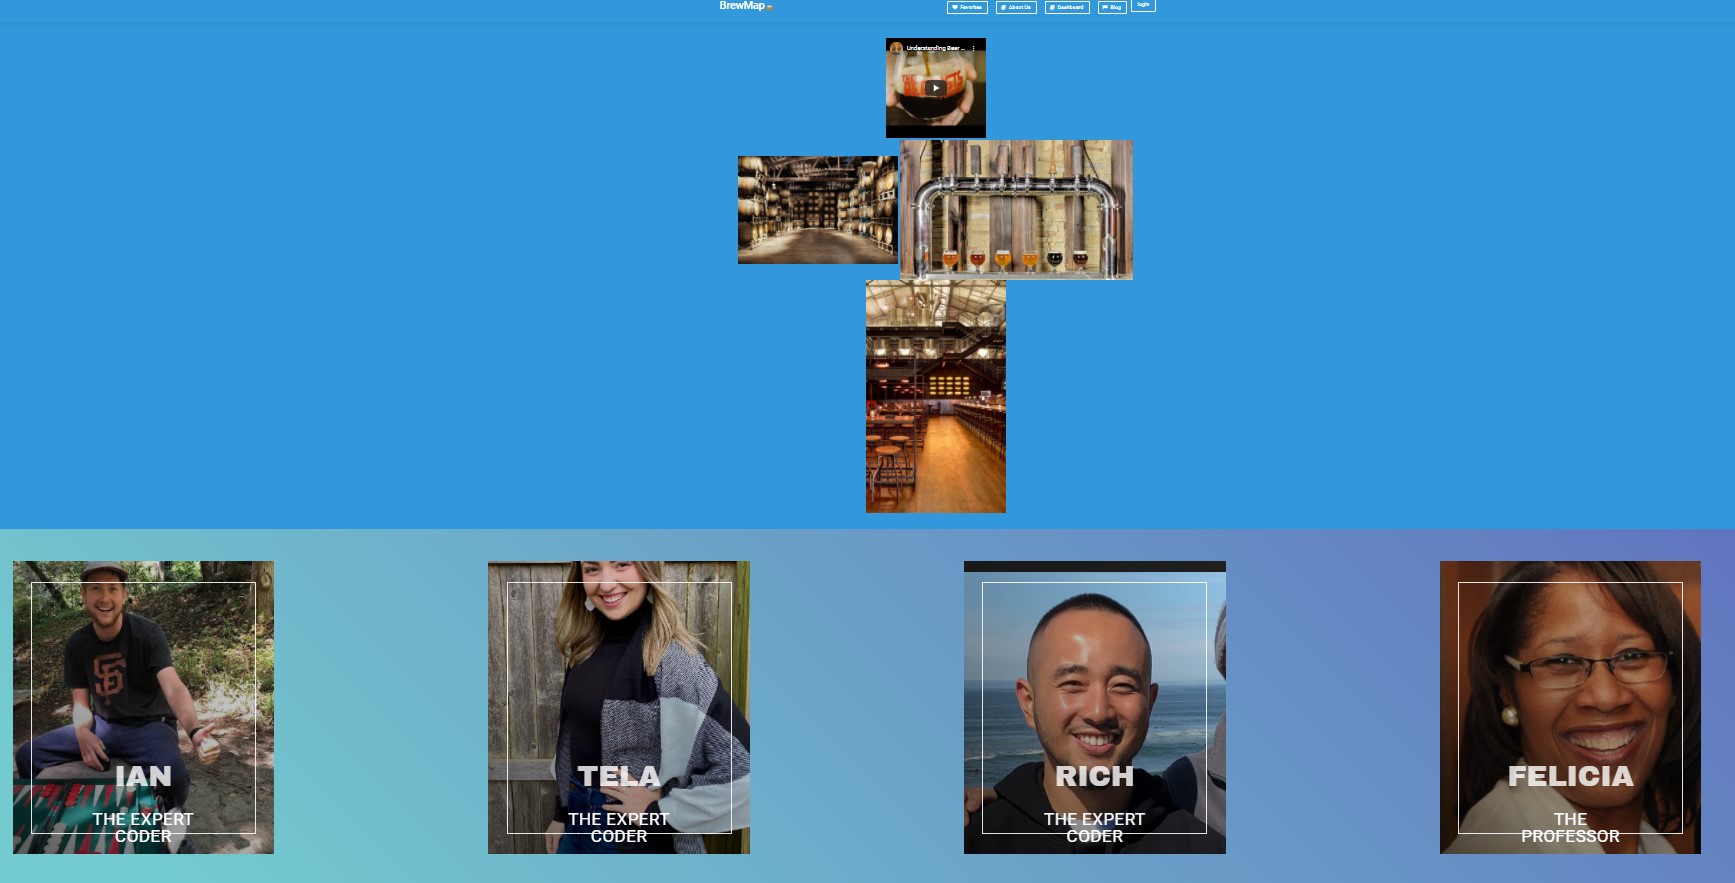 BrewMap
Favorites
About Us
Dashboard
Blog
login
Understanding Beer ...
THE
IAN
THE EXPERT
CODER
TELA
THE EXPERT
CODER
RICH
THE EXPERT
CODER
FELICIA
THE
PROFESSOR